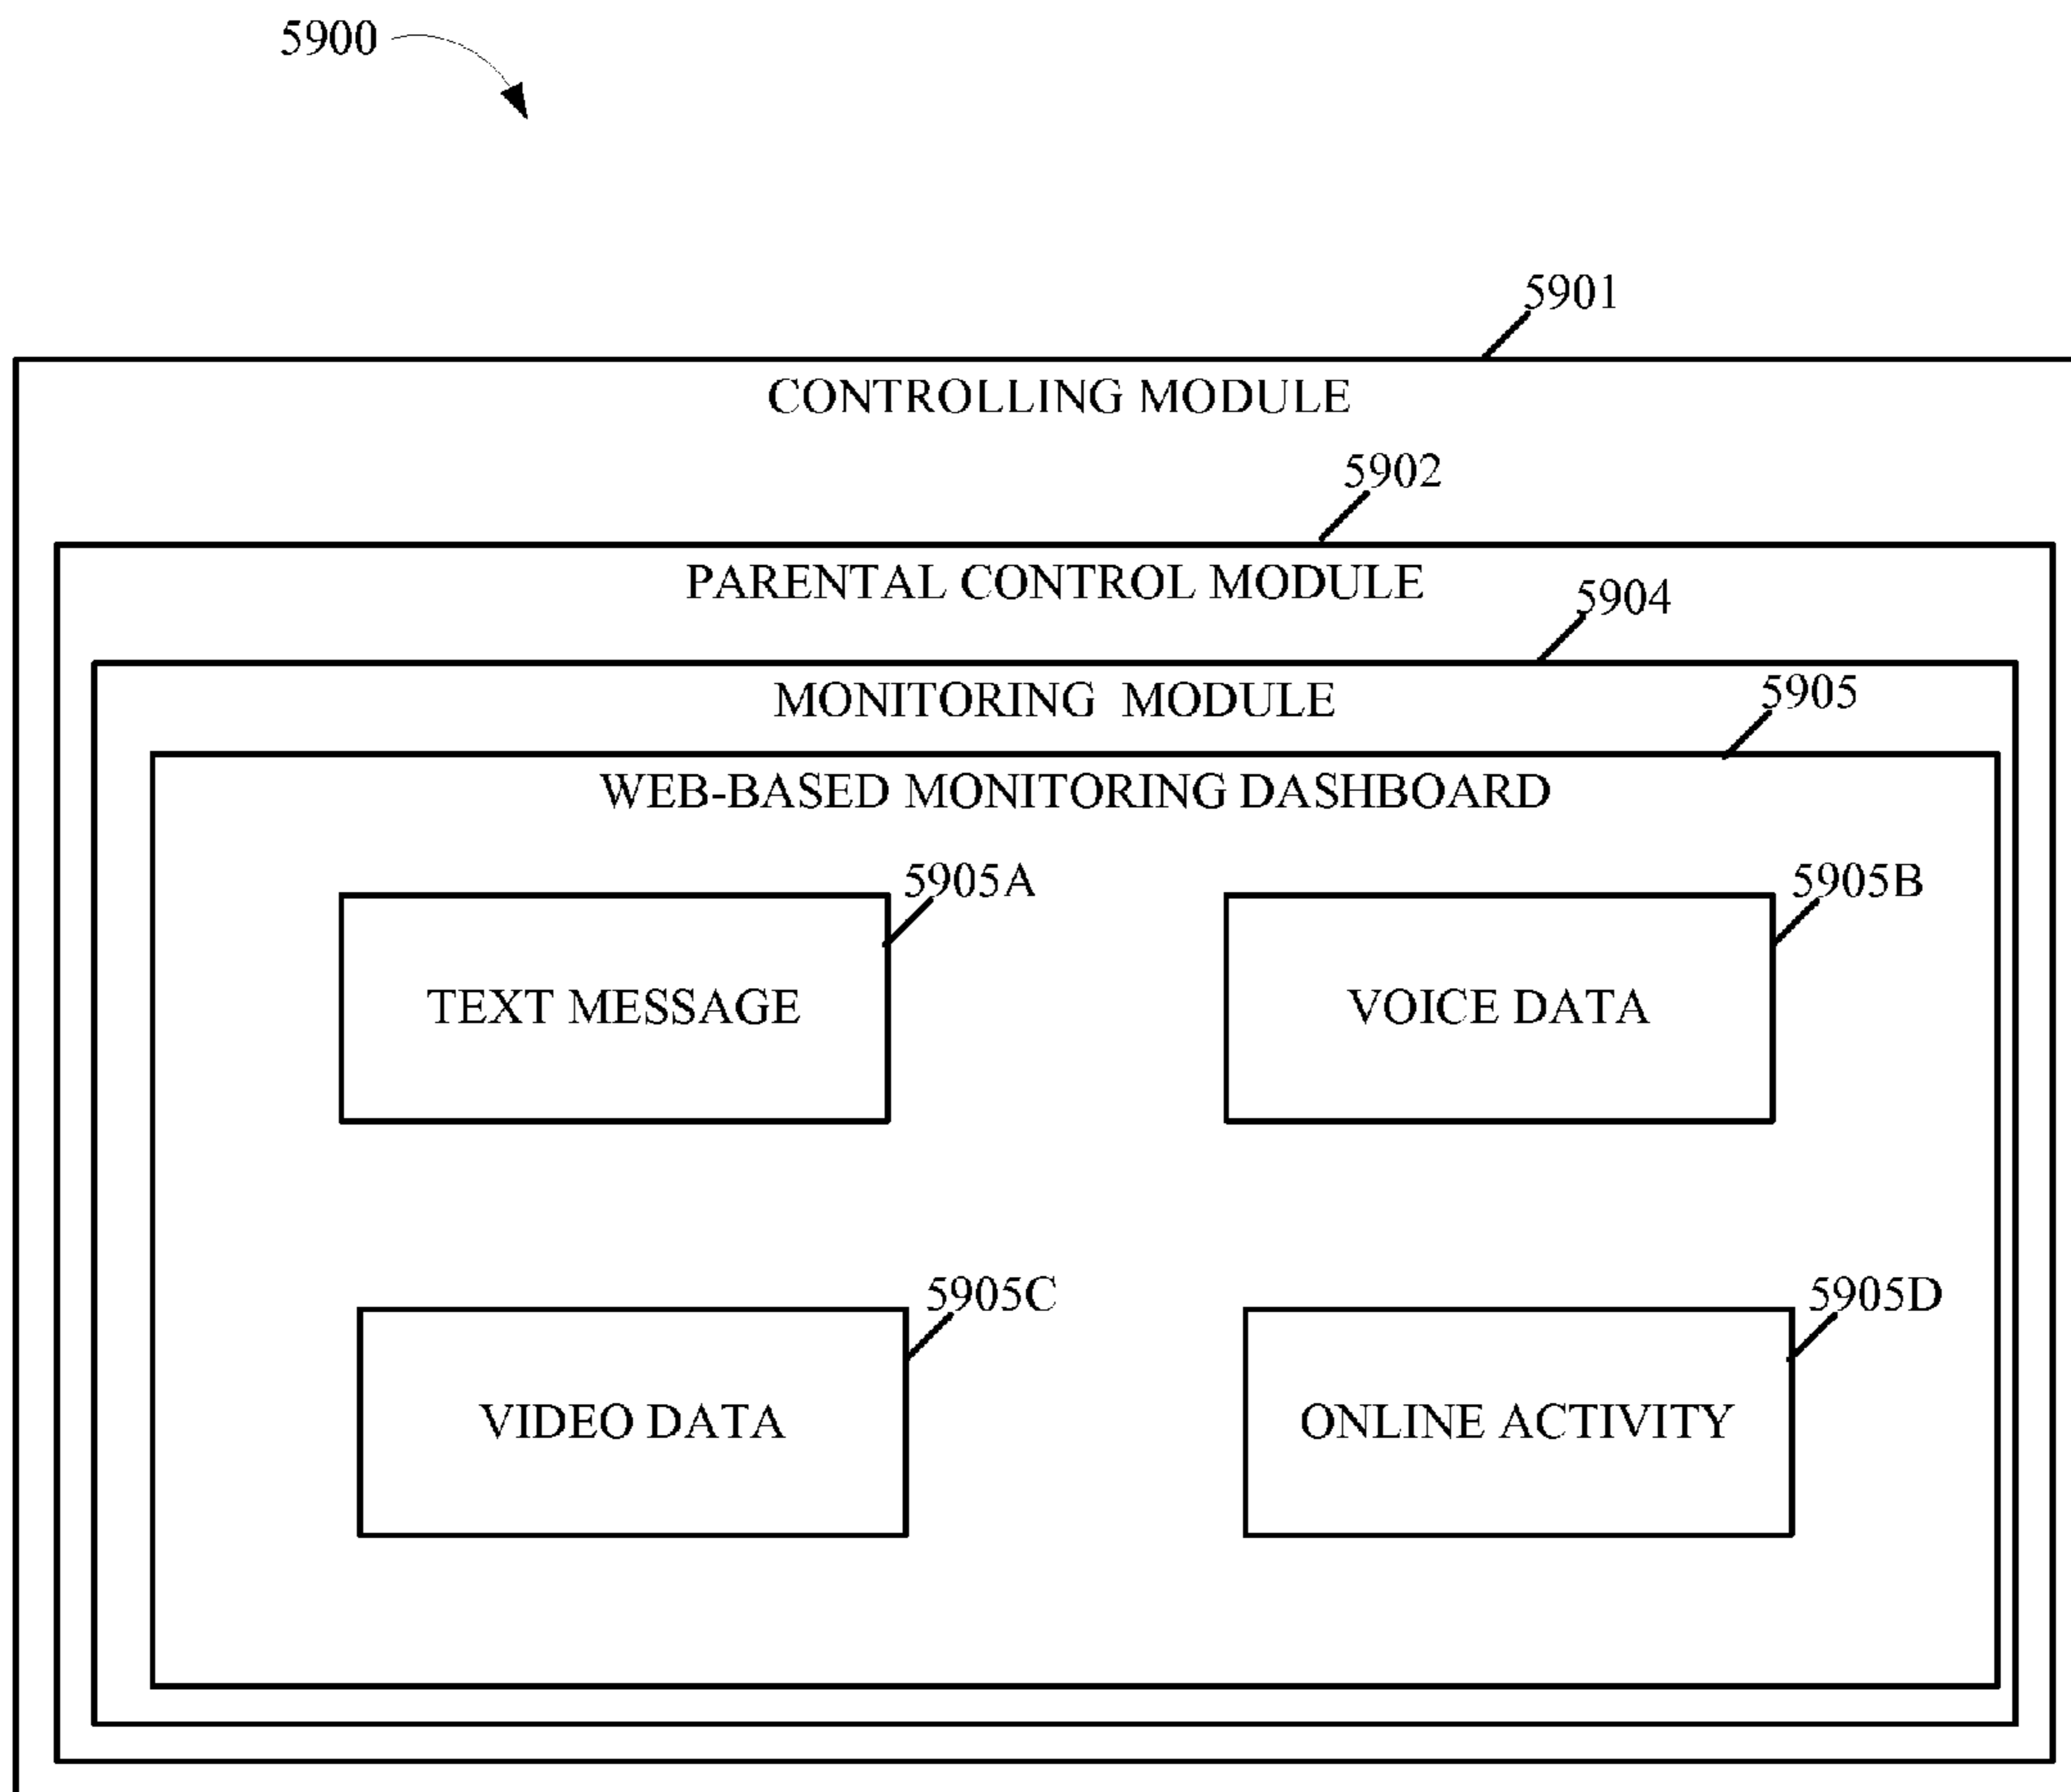 5900
5901
CONTROLLING MODULE
5902
PARENTAL CONTROL MODULE
5904
MONITORING MODULE
5905
WEB-BASED MONITORING DASHBOARD
5905A
5905B
TEXT MESSAGE
VOICE DATA
5905C
5905D
VIDEO DATA
ONLINE ACTIVITY